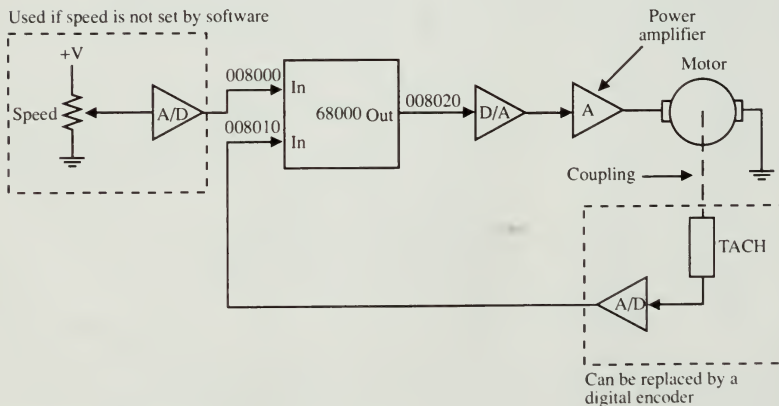 Used if speed is not set by software
+V
Speed
A/D
008000
In
008010
In
68000 Out
008020
D/A
Power
amplifier
A
Motor
Coupling
TACH
A/D
Can be replaced by a
digital encoder